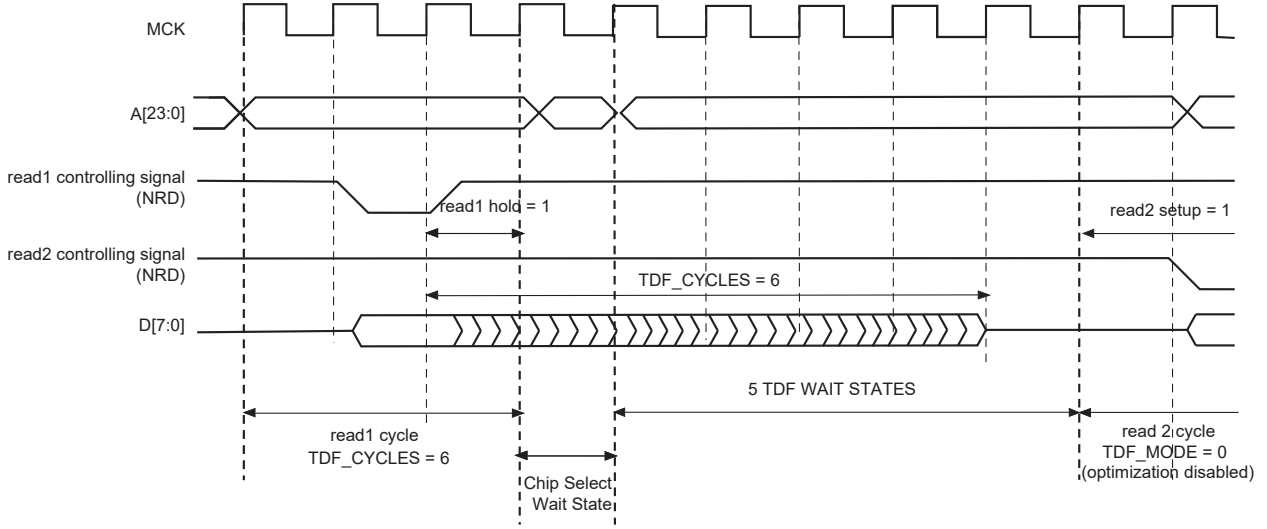 MCK
A[23:0]
read1 controlling signal
(NRD)
read1 hold = 1
read2 setup = 1
read2 controlling signal
(NRD)
TDF_CYCLES = 6
D[7:0]
5 TDF WAIT STATES
read1 cycle
TDF_CYCLES = 6
read 2 cycle
TDF_MODE = 0
(optimization disabled)
Chip Select
Wait State